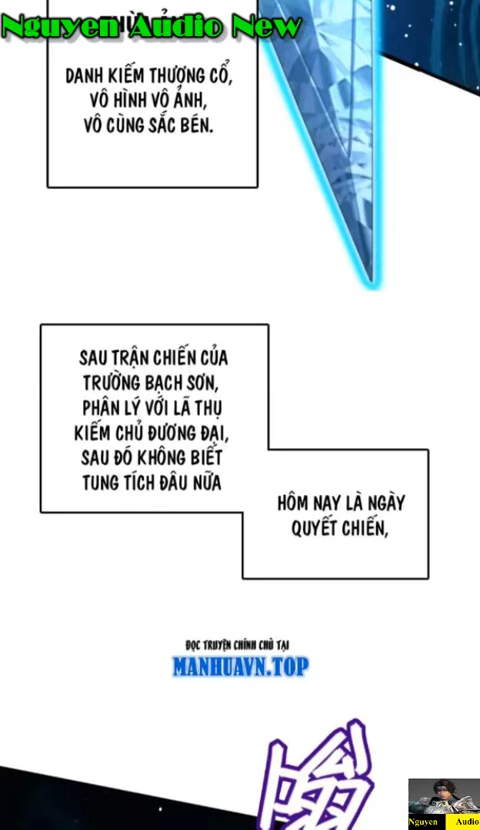 Nguyen Audio New
DANH KIẾM THƯỢNG CỔ,
VÔ HÌNH VÔ ẢNH,
VÔ CÙNG SẮC BÉN.
SAU TRẬN CHIẾN CỦA
TRƯỜNG BẠCH SƠN,
PHÂN LÝ VỚI LÃ THỤ
KIẾM CHỦ ĐƯƠNG ĐẠI,
SAU ĐÓ KHÔNG BIẾT
TUNG TÍCH ĐÂU NỮA
HÔM NAY LÀ NGÀY
QUYẾT CHIẾN,
ĐỌC TRUYỆN CHÍNH CHỦ TẠI
MANHUAVN.TOP
Nguyen Audio